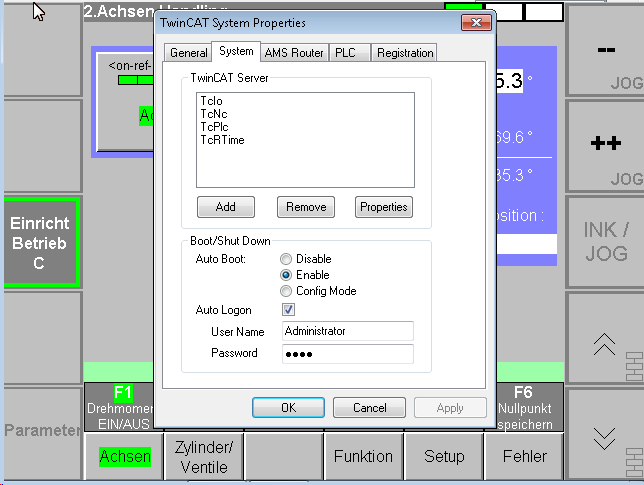 2.Achsen Handling
TwinCAT System Properties
General
System
AMS Router
PLC
Registration
TwinCAT Server
TcIo
TcNc
TcPlc
TcRTime
Add
Remove
Properties
Boot/Shut Down
Auto Boot:
Disable
Enable
Config Mode
Auto Logon
User Name
Administrator
Password
●●●●
OK
Cancel
Apply
<on-ref-
5.3 °
69.6 °
35.3 °
osition :
--
JOG
++
JOG
INK /
JOG
Einricht
Betrieb
C
Parameter
F1
Drehmomen
EIN/AUS
F6
Nullpunkt
speichern
Achsen
Zylinder/
Ventile
Funktion
Setup
Fehler